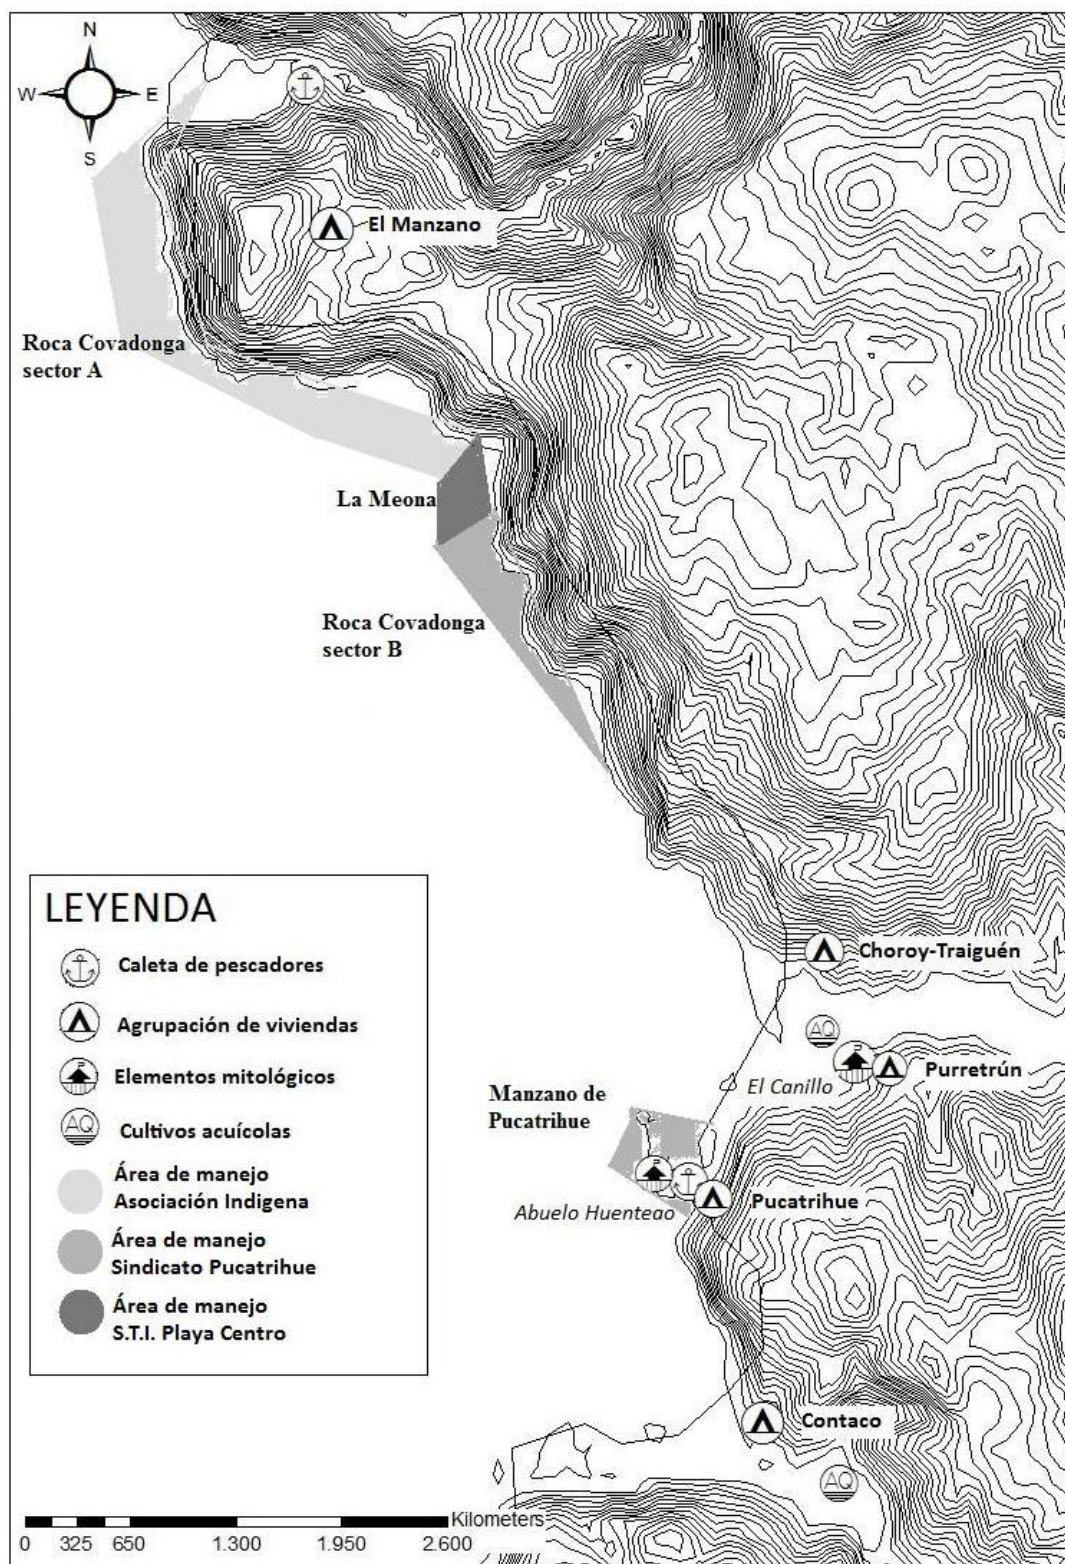 N
W
E
S
El Manzano
Roca Covadonga
sector A
La Meona
Roca Covadonga
sector B
Choroy-Traiguén
AQ
El Canillo
Purretrún
Manzano de
Pucatrihue
Abuelo Huenteao
Pucatrihue
Contaco
AQ
LEYENDA
Caleta de pescadores
Agrupación de viviendas
Elementos mitológicos
AQ
Cultivos acuícolas
Área de manejo
Asociación Indigena
Área de manejo
Sindicato Pucatrihue
Área de manejo
S.T.I. Playa Centro
Kilometers
0 325 650 1.300 1.950 2.600